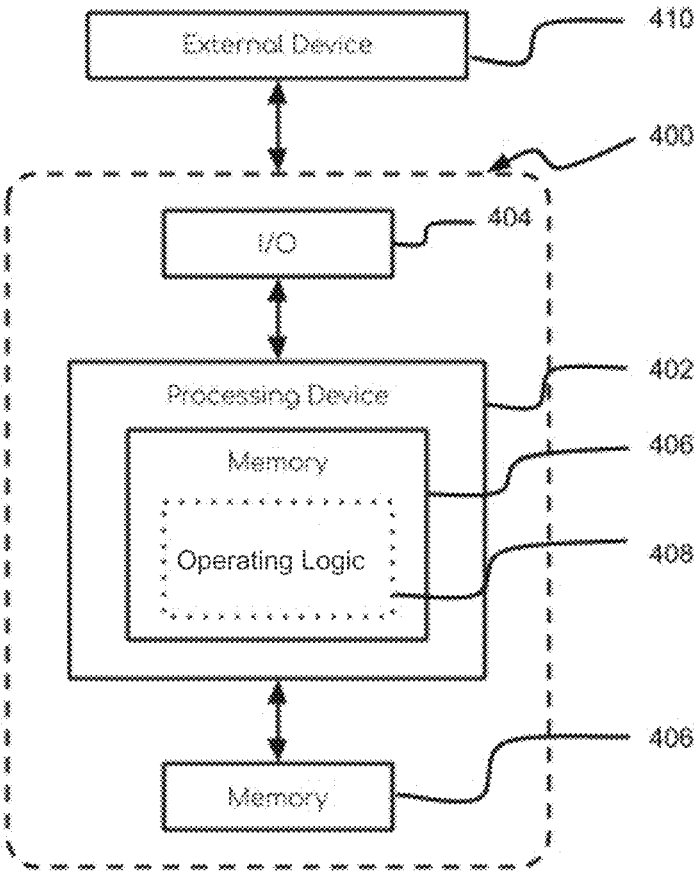 External Device
410
400
I/O
404
Processing Device
402
Memory
406
Operating Logic
408
Memory
406